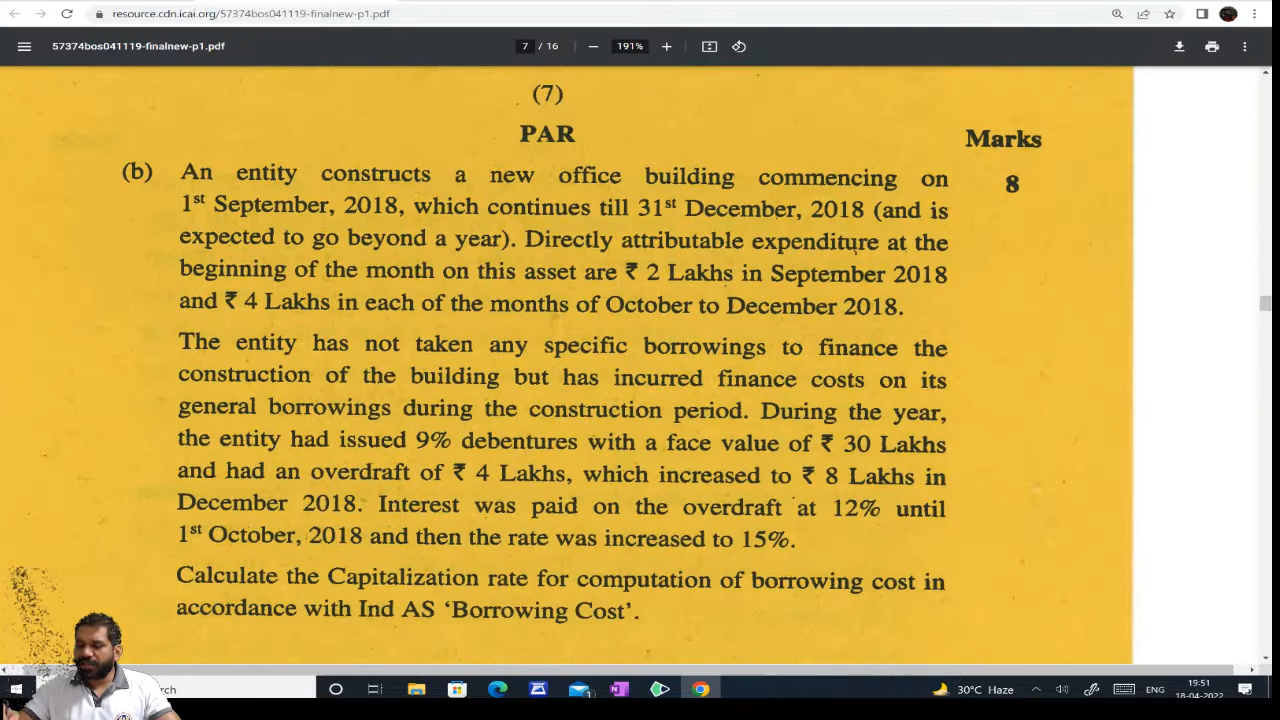 resource.cdn.icai.org/57374bos041119-finalnew-p1.pdf
57374bos041119-finalnew-p1.pdf
7 / 16
191%
(7)
PAR
Marks
(b) An entity constructs a new office building commencing on 8
1st September, 2018, which continues till 31st December, 2018 (and is
expected to go beyond a year). Directly attributable expenditure at the
beginning of the month on this asset are ₹ 2 Lakhs in September 2018
and ₹ 4 Lakhs in each of the months of October to December 2018.
The entity has not taken any specific borrowings to finance the
construction of the building but has incurred finance costs on its
general borrowings during the construction period. During the year,
the entity had issued 9% debentures with a face value of ₹ 30 Lakhs
and had an overdraft of ₹ 4 Lakhs, which increased to ₹ 8 Lakhs in
December 2018. Interest was paid on the overdraft at 12% until
1st October, 2018 and then the rate was increased to 15%.
Calculate the Capitalization rate for computation of borrowing cost in
accordance with Ind AS ‘Borrowing Cost’.
rch
30°C Haze
ENG
19:51
18-04-2022